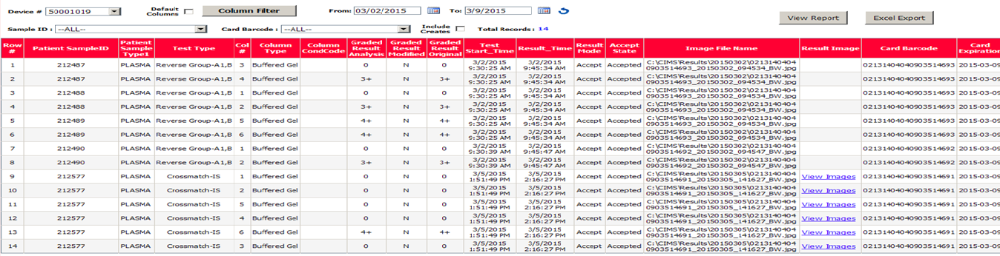 Device # 50001019 Default Columns Column Filter From: 03/02/2015 To: 3/9/2015 View Report Excel Export
Sample ID : --ALL-- Card Barcode : --ALL-- Include Creates Total Records: 14
Row # Patient SampleID Patient Sample Type1 Test Type Col # Column Type Column CondCode Graded Result Analysis Graded Result Modified Graded Result Original Test Start_Time Result_Time Result Mode Accept State Image File Name Result Image Card Barcode Card Expiration
1 212487 PLASMA Reverse Group-A1,B 3 Buffered Gel 0 N 0 3/2/2015 9:30:25 AM 3/2/2015 9:45:34 AM Accept Accepted C:\CIMS\Results\20150302\0213140404 0903514693_20150302_094534_BW.jpg 02131404040903514693 2015-03-09
2 212487 PLASMA Reverse Group-A1,B 4 Buffered Gel 3+ N 3+ 3/2/2015 9:30:25 AM 3/2/2015 9:45:34 AM Accept Accepted C:\CIMS\Results\20150302\0213140404 0903514693_20150302_094534_BW.jpg 02131404040903514693 2015-03-09
3 212488 PLASMA Reverse Group-A1,B 1 Buffered Gel 0 N 0 3/2/2015 9:30:25 AM 3/2/2015 9:45:34 AM Accept Accepted C:\CIMS\Results\20150302\0213140404 0903514693_20150302_094534_BW.jpg 02131404040903514693 2015-03-09
4 212488 PLASMA Reverse Group-A1,B 2 Buffered Gel 3+ N 3+ 3/2/2015 9:30:25 AM 3/2/2015 9:45:34 AM Accept Accepted C:\CIMS\Results\20150302\0213140404 0903514693_20150302_094534_BW.jpg 02131404040903514693 2015-03-09
5 212489 PLASMA Reverse Group-A1,B 5 Buffered Gel 4+ N 4+ 3/2/2015 9:30:25 AM 3/2/2015 9:45:34 AM Accept Accepted C:\CIMS\Results\20150302\0213140404 0903514693_20150302_094534_BW.jpg 02131404040903514693 2015-03-09
6 212489 PLASMA Reverse Group-A1,B 6 Buffered Gel 4+ N 4+ 3/2/2015 9:30:25 AM 3/2/2015 9:45:34 AM Accept Accepted C:\CIMS\Results\20150302\0213140404 0903514693_20150302_094534_BW.jpg 02131404040903514693 2015-03-09
7 212490 PLASMA Reverse Group-A1,B 1 Buffered Gel 0 N 0 3/2/2015 9:30:39 AM 3/2/2015 9:45:47 AM Accept Accepted C:\CIMS\Results\20150302\0213140404 0903514692_20150302_094547_BW.jpg 02131404040903514692 2015-03-09
8 212490 PLASMA Reverse Group-A1,B 2 Buffered Gel 3+ N 3+ 3/2/2015 9:30:39 AM 3/2/2015 9:45:47 AM Accept Accepted C:\CIMS\Results\20150302\0213140404 0903514692_20150302_094547_BW.jpg 02131404040903514692 2015-03-09
9 212577 PLASMA Crossmatch-IS 1 Buffered Gel 0 N 0 3/5/2015 1:51:49 PM 3/5/2015 2:16:27 PM Accept Accepted C:\CIMS\Results\20150305\0213140404 0903514691_20150305_141627_BW.jpg View Images 02131404040903514691 2015-03-09
10 212577 PLASMA Crossmatch-IS 2 Buffered Gel 0 N 0 3/5/2015 1:51:49 PM 3/5/2015 2:16:27 PM Accept Accepted C:\CIMS\Results\20150305\0213140404 0903514691_20150305_141627_BW.jpg View Images 02131404040903514691 2015-03-09
11 212577 PLASMA Crossmatch-IS 5 Buffered Gel 0 N 0 3/5/2015 1:51:49 PM 3/5/2015 2:16:27 PM Accept Accepted C:\CIMS\Results\20150305\0213140404 0903514691_20150305_141627_BW.jpg View Images 02131404040903514691 2015-03-09
12 212577 PLASMA Crossmatch-IS 4 Buffered Gel 0 N 0 3/5/2015 1:51:49 PM 3/5/2015 2:16:27 PM Accept Accepted C:\CIMS\Results\20150305\0213140404 0903514691_20150305_141627_BW.jpg View Images 02131404040903514691 2015-03-09
13 212577 PLASMA Crossmatch-IS 6 Buffered Gel 4+ N 4+ 3/5/2015 1:51:49 PM 3/5/2015 2:16:27 PM Accept Accepted C:\CIMS\Results\20150305\0213140404 0903514691_20150305_141627_BW.jpg View Images 02131404040903514691 2015-03-09
14 212577 PLASMA Crossmatch-IS 3 Buffered Gel 0 N 0 3/5/2015 1:51:49 PM 3/5/2015 2:16:27 PM Accept Accepted C:\CIMS\Results\20150305\0213140404 0903514691_20150305_141627_BW.jpg View Images 02131404040903514691 2015-03-09